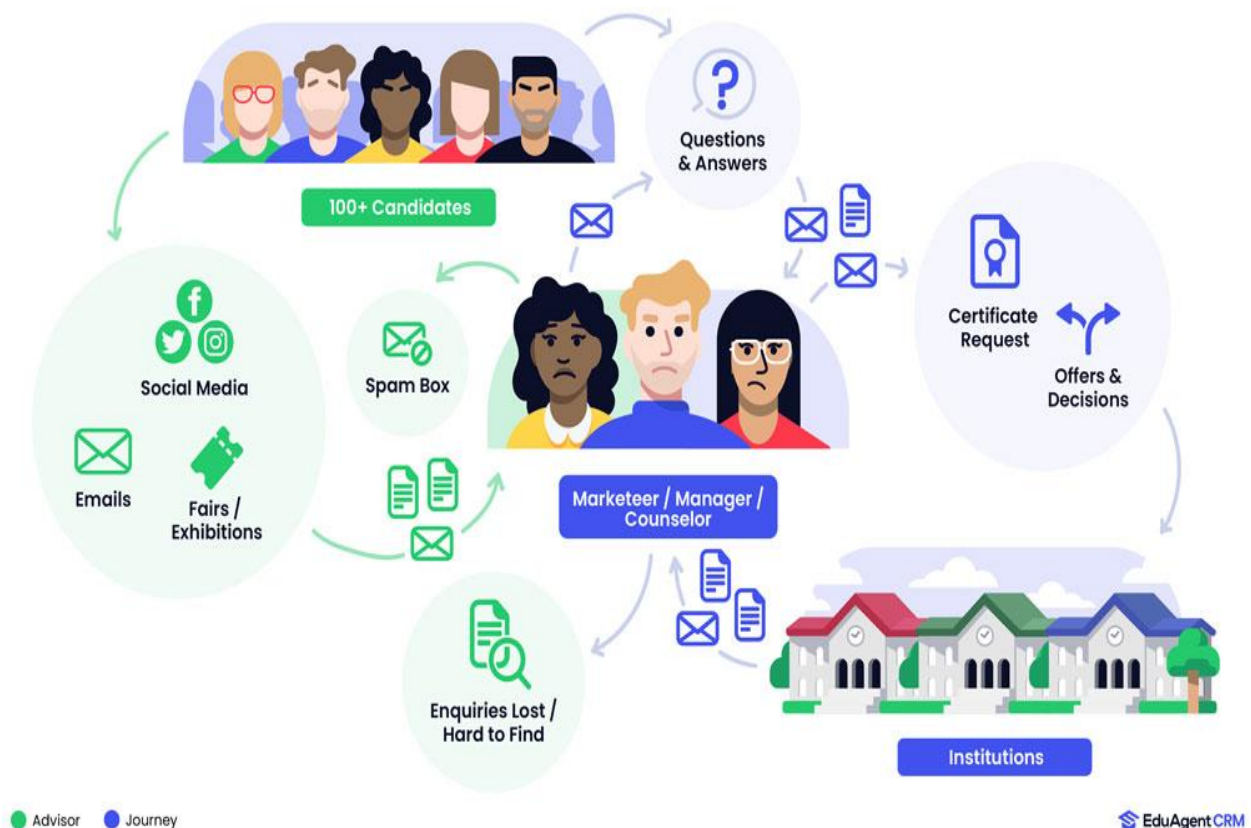 Questions
& Answers
100+ Candidates
Certificate
Request
Offers &
Decisions
Social Media
Spam Box
Emails
Fairs /
Exhibitions
Marketeer / Manager /
Counselor
Enquiries Lost /
Hard to Find
Institutions
Advisor
Journey
EduAgent CRM